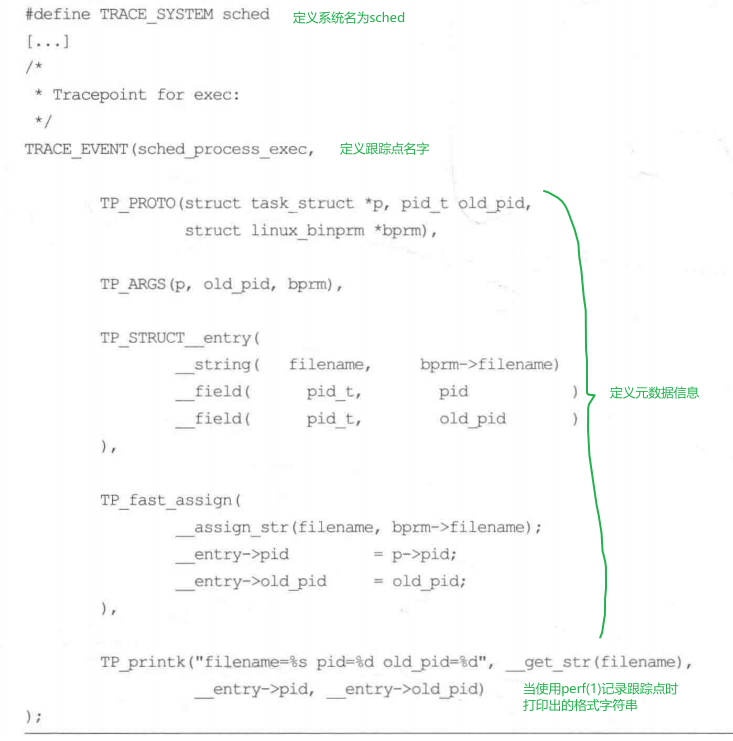 #define TRACE_SYSTEM sched 定义系统名为sched
[...]
/*
* Tracepoint for exec:
*/
TRACE_EVENT(sched_process_exec, 定义跟踪点名字
TP_PROTO(struct task_struct *p, pid_t old_pid,
struct linux_binprm *bprm),
TP_ARGS(p, old_pid, bprm),
TP_STRUCT__entry(
__string( filename, bprm->filename)
__field( pid_t, pid )
__field( pid_t, old_pid )
定义元数据信息
),
TP_fast_assign(
__assign_str(filename, bprm->filename);
__entry->pid = p->pid;
__entry->old_pid = old_pid;
),
TP_printk("filename=%s pid=%d old_pid=%d", __get_str(filename),
__entry->pid, __entry->old_pid)
当使用perf(1)记录跟踪点时
打印出的格式字符串
);